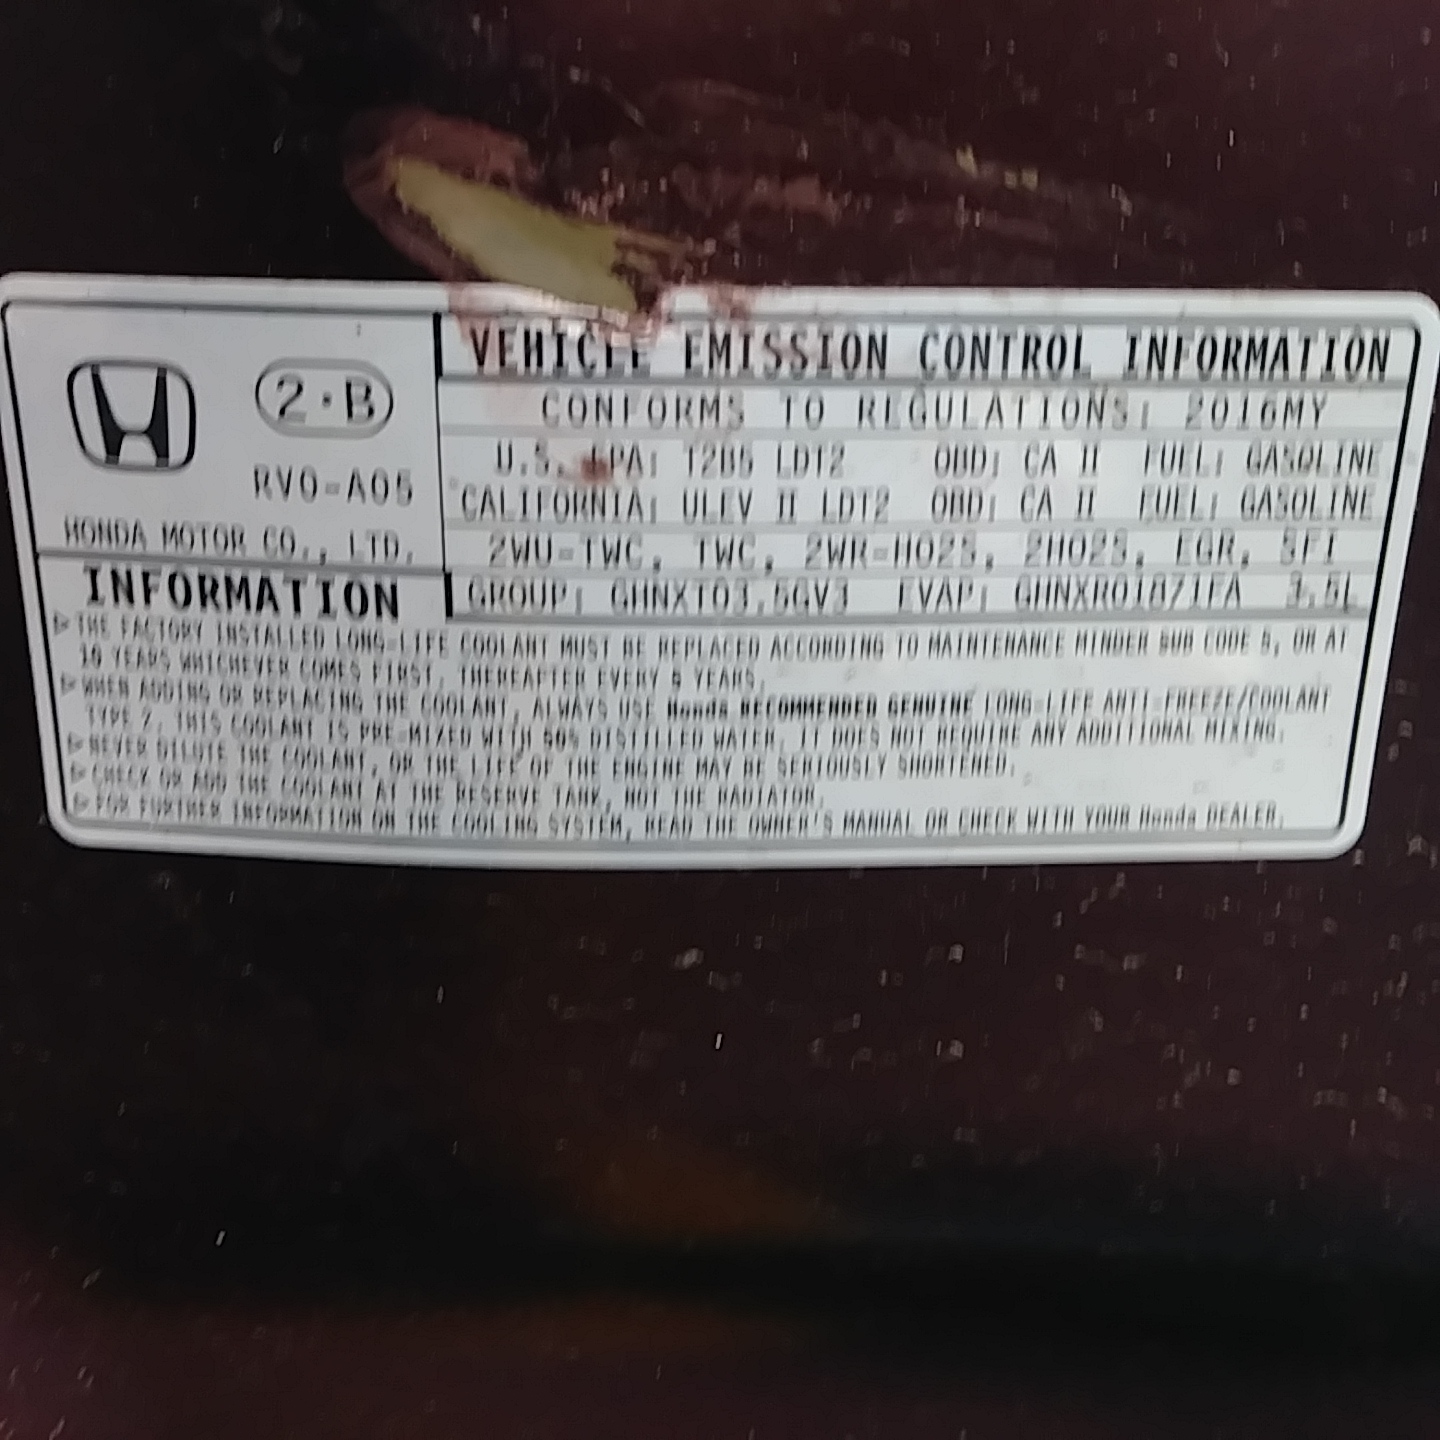 VEHICLE EMISSION CONTROL INFORMATION
2·B
CONFORMS TO REGULATIONS: 2016MY
U.S. EPA: T2B5 LDT2 OBD: CA II FUEL: GASOLINE
RV0-A05
CALIFORNIA: ULEV II LDT2 OBD: CA II FUEL: GASOLINE
HONDA MOTOR CO., LTD.
2WU-TWC, TWC, 2WR-HO2S, 2HO2S, EGR, SFI
INFORMATION
GROUP: GHNXT03.5GV3 EVAP: GHNXR01871FA 3.5L
▷THE FACTORY INSTALLED LONG-LIFE COOLANT MUST BE REPLACED ACCORDING TO MAINTENANCE MINDER SUB CODE 5, OR AT
10 YEARS WHICHEVER COMES FIRST, THEREAFTER EVERY 5 YEARS.
▷WHEN ADDING OR REPLACING THE COOLANT, ALWAYS USE Honda RECOMMENDED GENUINE LONG-LIFE ANTI-FREEZE/COOLANT
TYPE 2. THIS COOLANT IS PRE-MIXED WITH 50% DISTILLED WATER. IT DOES NOT REQUIRE ANY ADDITIONAL MIXING.
▷NEVER DILUTE THE COOLANT, OR THE LIFE OF THE ENGINE MAY BE SERIOUSLY SHORTENED.
▷CHECK OR ADD THE COOLANT AT THE RESERVE TANK, NOT THE RADIATOR.
▷FOR FURTHER INFORMATION ON THE COOLING SYSTEM, READ THE OWNER'S MANUAL OR CHECK WITH YOUR Honda DEALER.